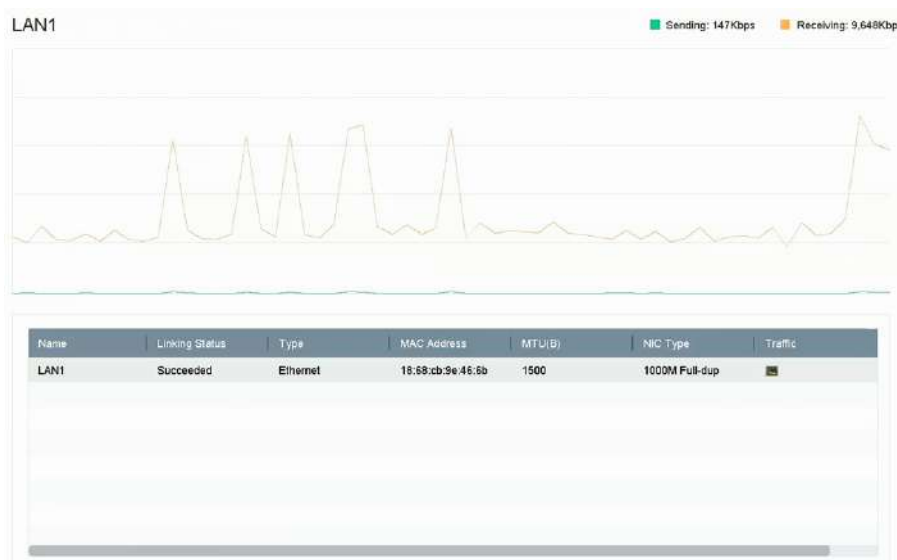 LAN1
Sending: 147Kbps Receiving: 9,648Kbp
Name Linking Status Type MAC Address MTU(B) NIC Type Traffic
LAN1 Succeeded Ethernet 18:68:cb:9e:46:6b 1500 1000M Full-dup